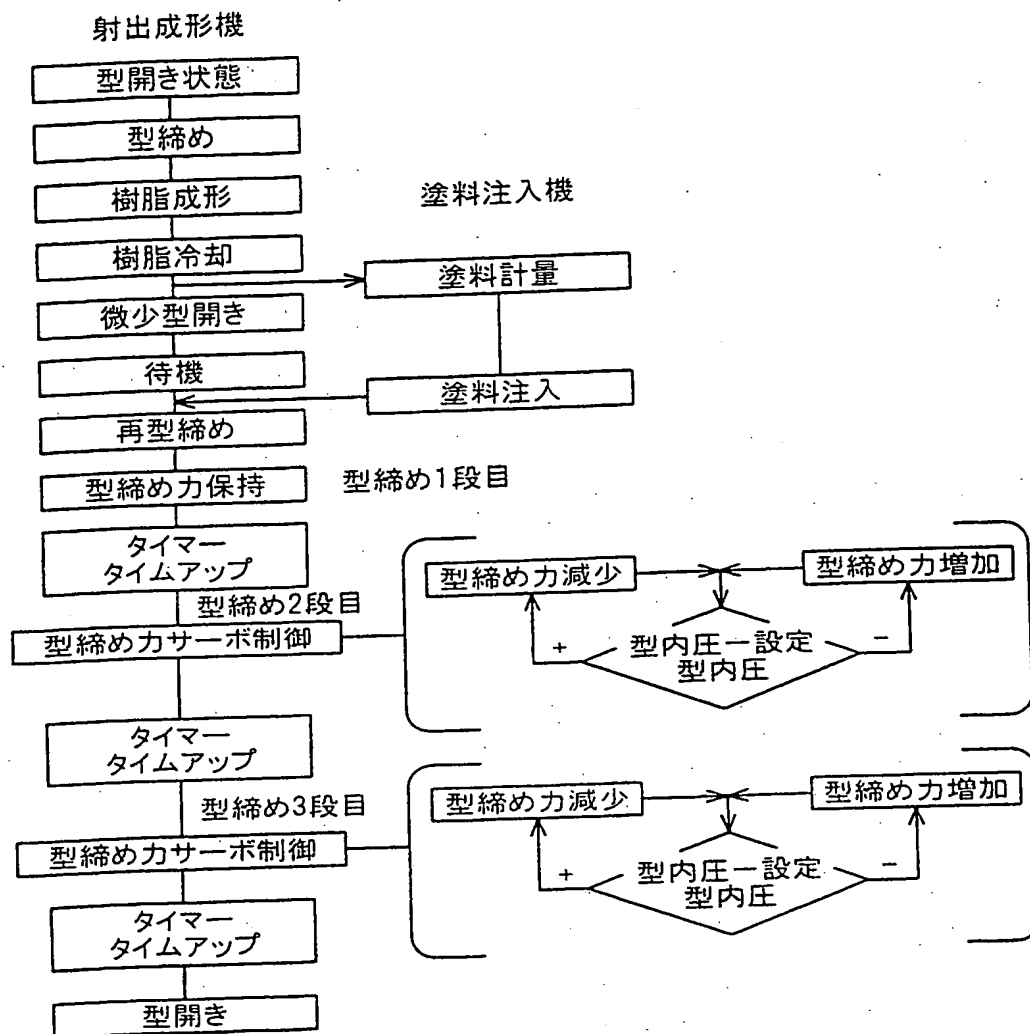 射出成形機
型開き状態
型締め
樹脂成形
樹脂冷却
微少型開き
待機
再型締め
型締め力保持
塗料注入機
塗料計量
塗料注入
型締め1段目
タイマー
タイムアップ
型締め2段目
型締め力サーボ制御
型締め力減少
型締め力増加
+
型内圧ー設定
型内圧
−
タイマー
タイムアップ
型締め3段目
型締め力サーボ制御
型締め力減少
型締め力増加
+
型内圧ー設定
型内圧
−
タイマー
タイムアップ
型開き